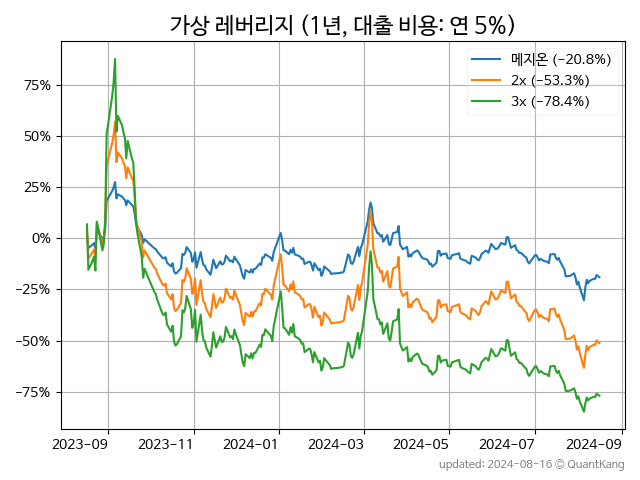 가상 레버리지 (1년, 대출 비용: 연 5%)
메지온 (−20.8%)
2x (−53.3%)
3x (−78.4%)
75%
50%
25%
0%
−25%
−50%
−75%
2023-09
2023-11
2024-01
2024-03
2024-05
2024-07
2024-09
updated: 2024-08-16 © QuantKang